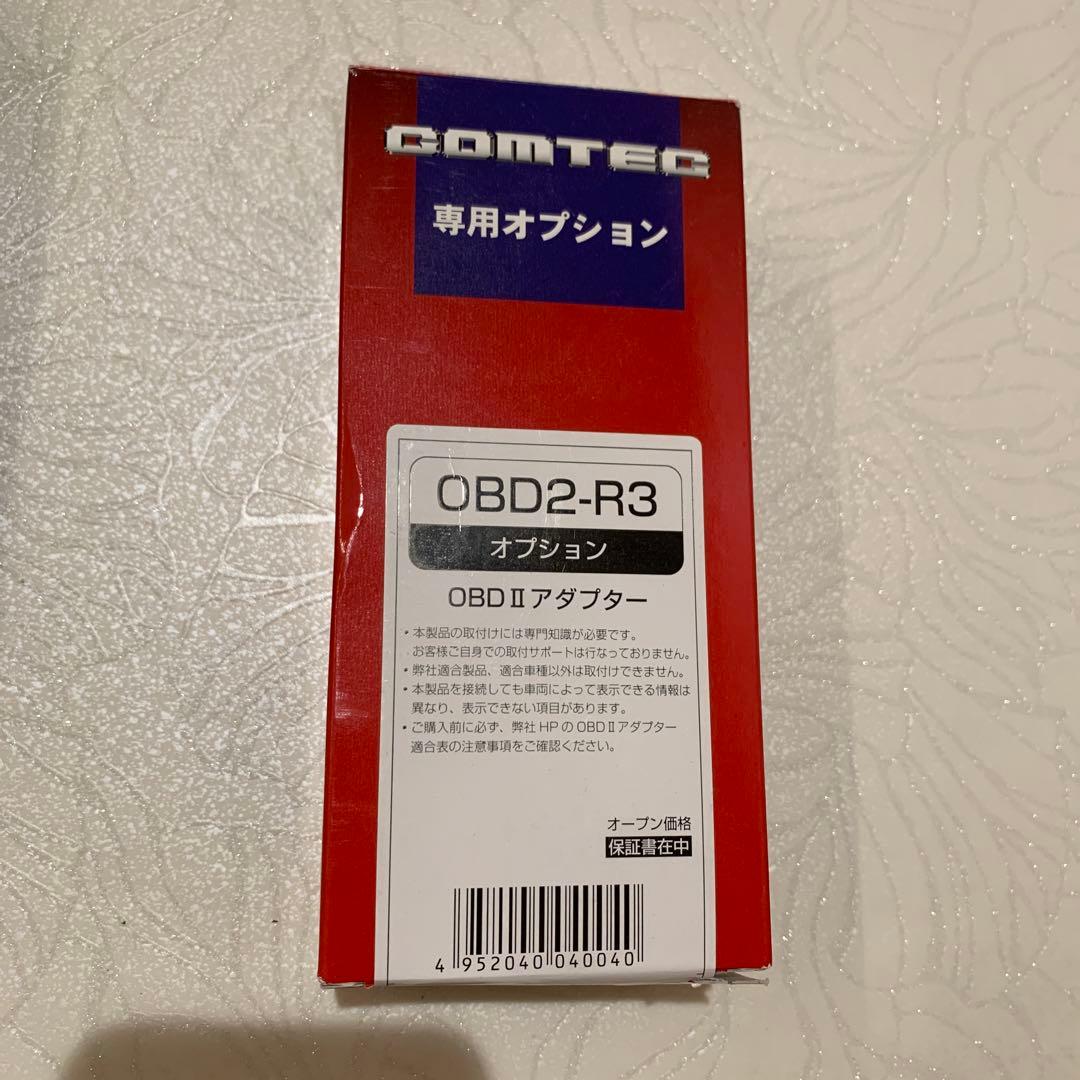 COMTEC
専用オプション
OBD2-R3
オプション
OBDⅡアダプター
・本製品の取付けには専門知識が必要です。
お客様ご自身での取付サポートは行なっておりません。
・弊社適合製品、適合車種以外は取付けできません。
・本製品を接続しても車両によって表示できる情報は
異なり、表示できない項目があります。
・ご購入前に必ず、弊社HPのOBDⅡアダプター
適合表の注意事項をご確認ください。
オープン価格
保証書在中
4 952040 040040